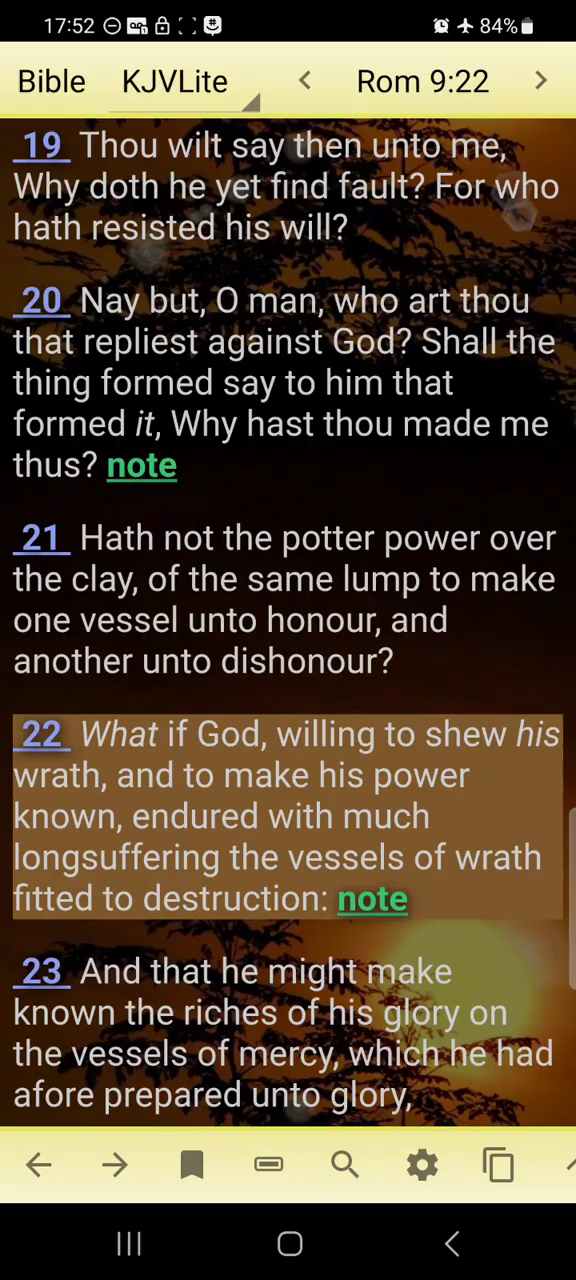 17:52 84%
Bible KJVLite < Rom 9:22 >
19 Thou wilt say then unto me,
Why doth he yet find fault? For who
hath resisted his will?
20 Nay but, O man, who art thou
that repliest against God? Shall the
thing formed say to him that
formed it, Why hast thou made me
thus? note
21 Hath not the potter power over
the clay, of the same lump to make
one vessel unto honour, and
another unto dishonour?
22 What if God, willing to shew his
wrath, and to make his power
known, endured with much
longsuffering the vessels of wrath
fitted to destruction: note
23 And that he might make
known the riches of his glory on
the vessels of mercy, which he had
afore prepared unto glory,